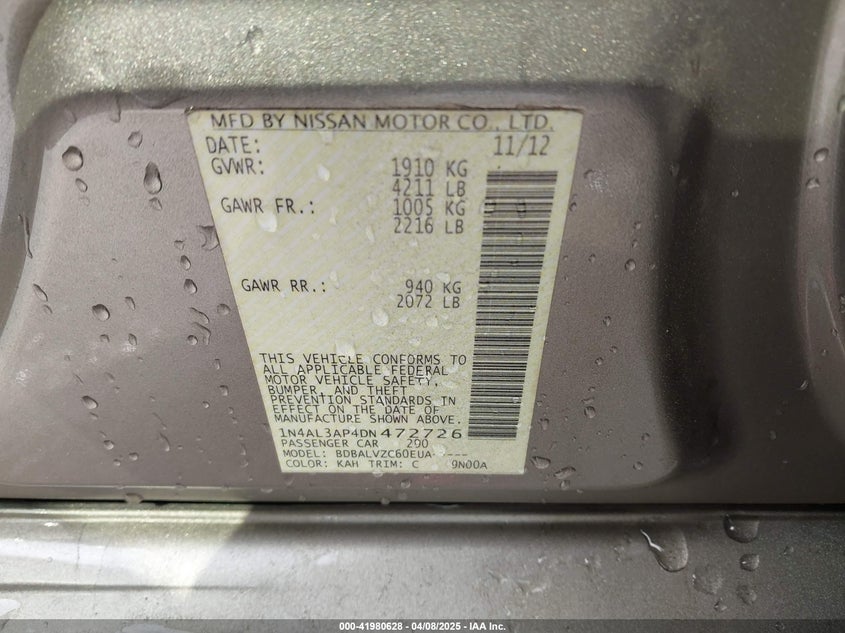 MFD BY NISSAN MOTOR CO., LTD.
DATE: 11/12
GVWR: 1910 KG
4211 LB
GAWR FR.: 1005 KG
2216 LB
GAWR RR.: 940 KG
2072 LB
THIS VEHICLE CONFORMS TO
ALL APPLICABLE FEDERAL
MOTOR VEHICLE SAFETY,
BUMPER, AND THEFT
PREVENTION STANDARDS IN
EFFECT ON THE DATE OF
MANUFACTURE SHOWN ABOVE.
1N4AL3AP4DN472726
PASSENGER CAR 290
MODEL: BDBALVZC60EUA-----
COLOR: KAH TRIM: C 9N00A
000-41980628 - 04/08/2025 - IAA Inc.